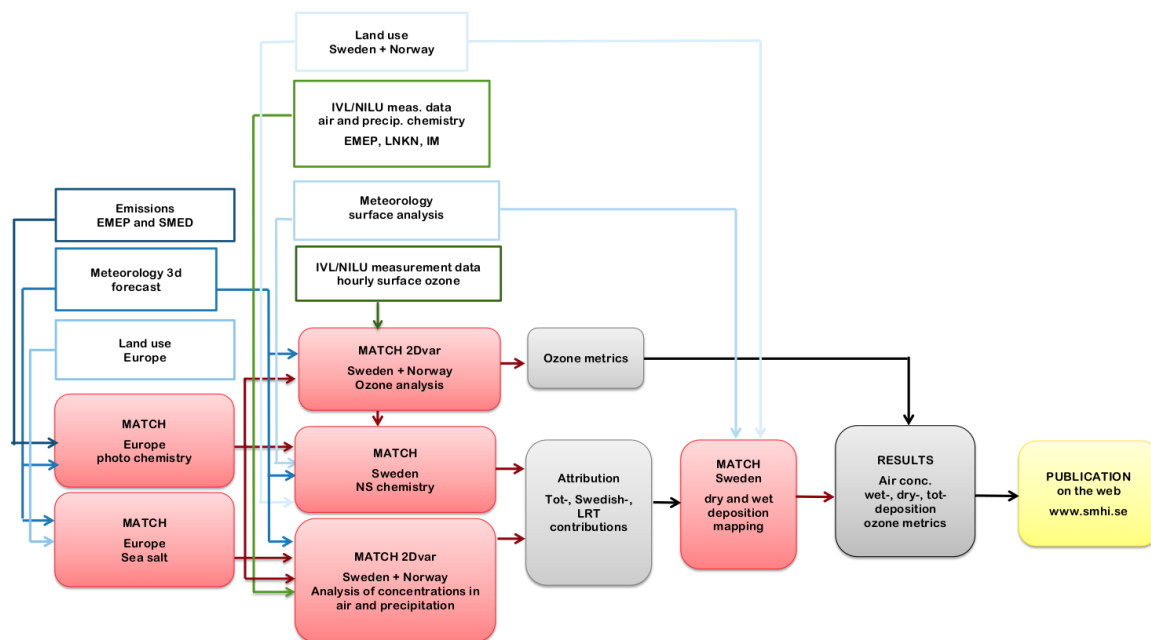 Land use
Sweden + Norway
IVL/NILU meas. data
air and precip. chemistry
EMEP, LNKN, IM
Emissions
EMEP and SMED
Meteorology
surface analysis
Meteorology 3d
forecast
IVL/NILU measurement data
hourly surface ozone
Land use
Europe
MATCH 2Dvar
Sweden + Norway
Ozone analysis
Ozone metrics
MATCH
Europe
photo chemistry
MATCH
Sweden
NS chemistry
Attribution
Tot-, Swedish-,
LRT
contributions
MATCH
Sweden
dry and wet
deposition
mapping
RESULTS
Air conc.
wet-, dry-, tot-
deposition
ozone metrics
PUBLICATION
on the web
www.smhi.se
MATCH
Europe
Sea salt
MATCH 2Dvar
Sweden + Norway
Analysis of concentrations in
air and precipitation